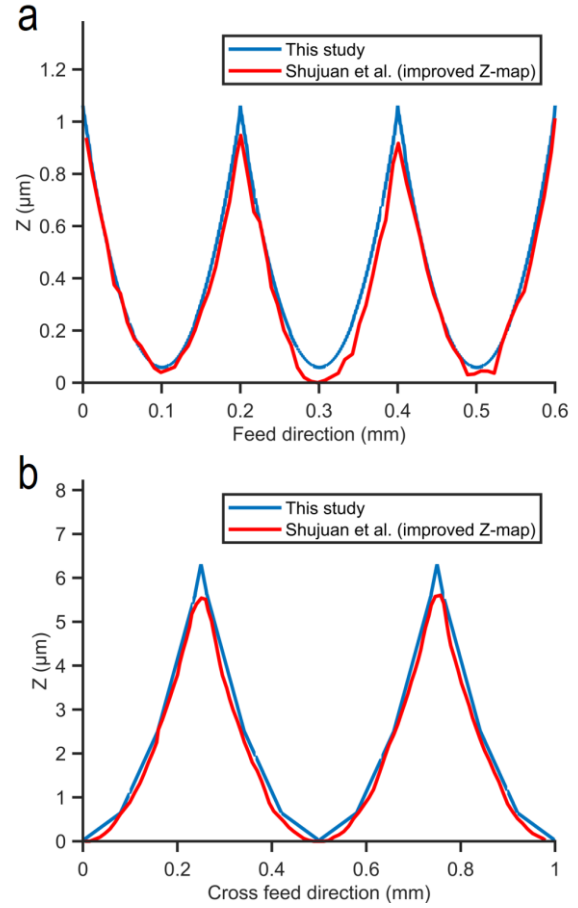 a
This study
Shujuan et al. (improved Z-map)
1.2
1
0.8
0.6
0.4
0.2
0
Z (µm)
0 0.1 0.2 0.3 0.4 0.5 0.6
Feed direction (mm)
b
This study
Shujuan et al. (improved Z-map)
8
7
6
5
4
3
2
1
0
Z (µm)
0 0.2 0.4 0.6 0.8 1
Cross feed direction (mm)